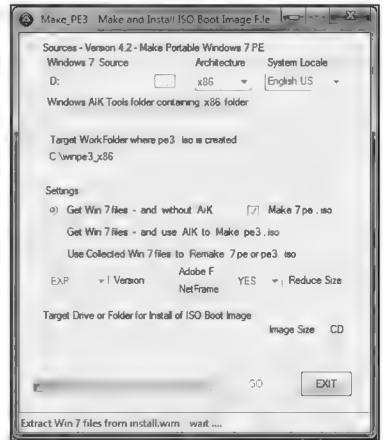 Make_PE3 Make and Install ISO Boot Image File
Sources - Version 4.2 - Make Portable Windows 7 PE
Windows 7 Source Architecture System Locale
D: x86 English US
Windows AiK Tools folder containing x86 folder
Target Work Folder where pe3 iso is created
C \winpe3_x86
Settings
Get Win 7 files - and without AiK Make 7pe . iso
Get Win 7 files - and use AIK to Make pe3 . iso
Use Collected Win 7 files to Remake 7pe or pe3 iso
Adobe F
EXP Version YES Reduce Size
NetFrame
Target Drive or Folder for Install of ISO Boot Image
Image Size CD
GO EXIT
Extract Win 7 files from install.wim wait ....